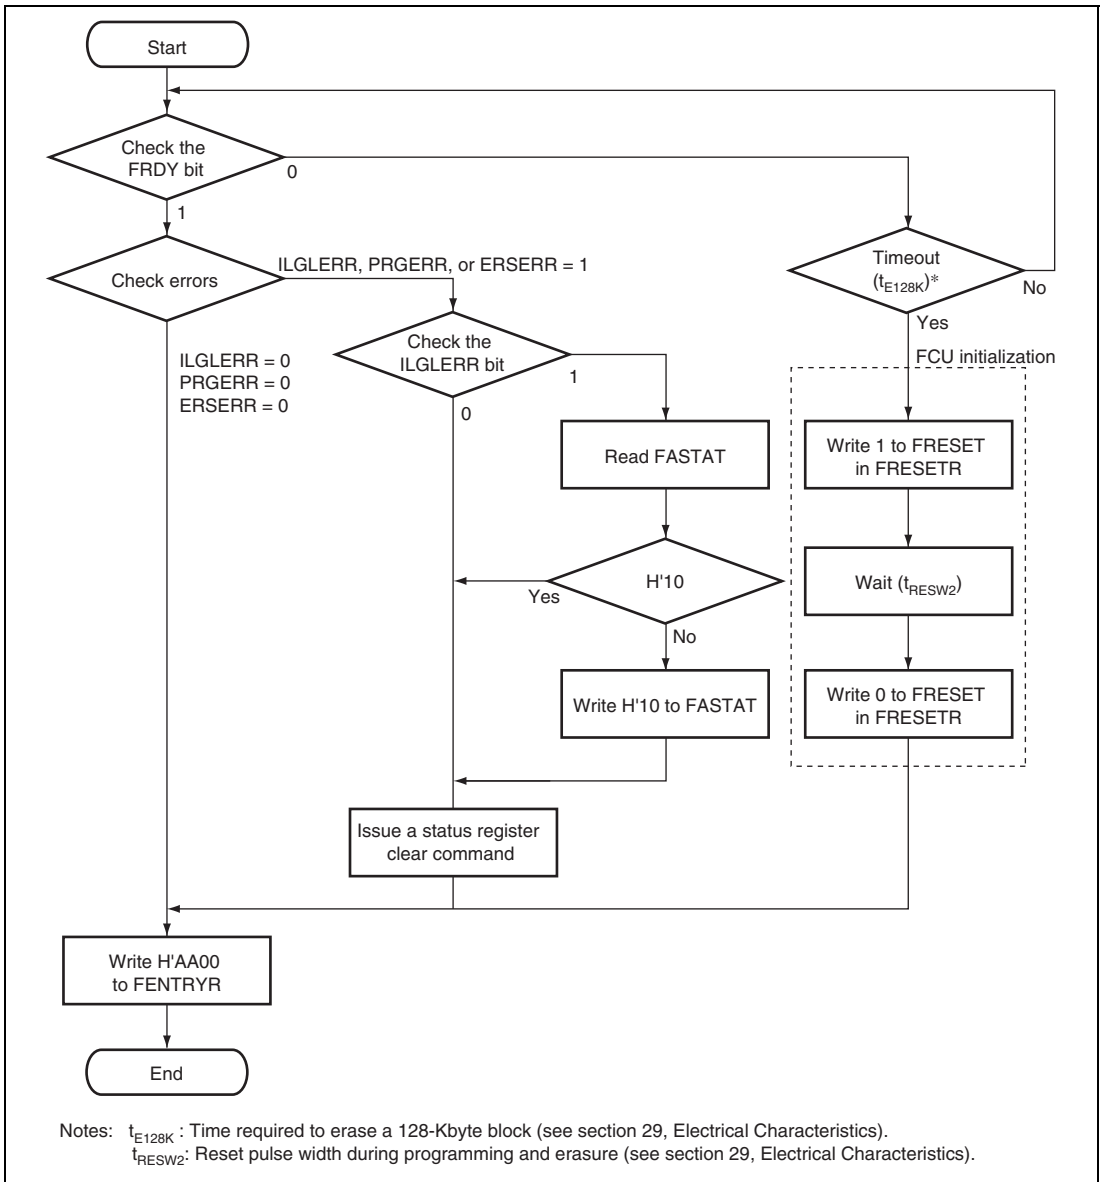 Start
Check the
FRDY bit
0
1
Check errors
ILGLERR, PRGERR, or ERSERR = 1
Timeout
(tE128K)*
No
Yes
ILGLERR = 0
PRGERR = 0
ERSERR = 0
Check the
ILGLERR bit
1
0
FCU initialization
Read FASTAT
Write 1 to FRESET
in FRESETR
H'10
Yes
No
Wait (tRESW2)
Write H'10 to FASTAT
Write 0 to FRESET
in FRESETR
Issue a status register
clear command
Write H'AA00
to FENTRYR
End
Notes: tE128K : Time required to erase a 128-Kbyte block (see section 29, Electrical Characteristics).
tRESW2: Reset pulse width during programming and erasure (see section 29, Electrical Characteristics).